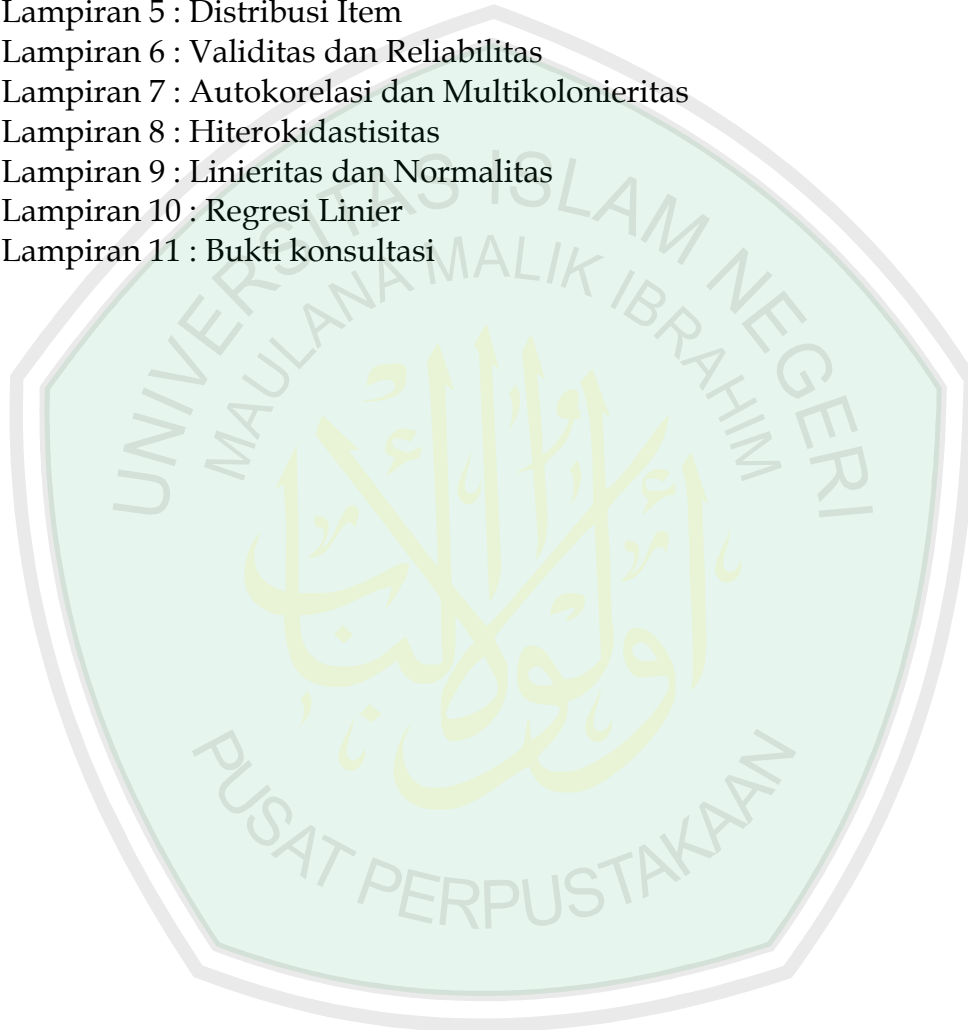 Lampiran 5 : Distribusi Item
Lampiran 6 : Validitas dan Reliabilitas
Lampiran 7 : Autokorelasi dan Multikolonieritas
Lampiran 8 : Hiterokidastisitas
Lampiran 9 : Linieritas dan Normalitas
Lampiran 10 : Regresi Linier
Lampiran 11 : Bukti konsultasi
UNIVERSITAS ISLAM NEGERI
MAULANA MALIK IBRAHIM
أولوا الألباب
PUSAT PERPUSTAKAAN